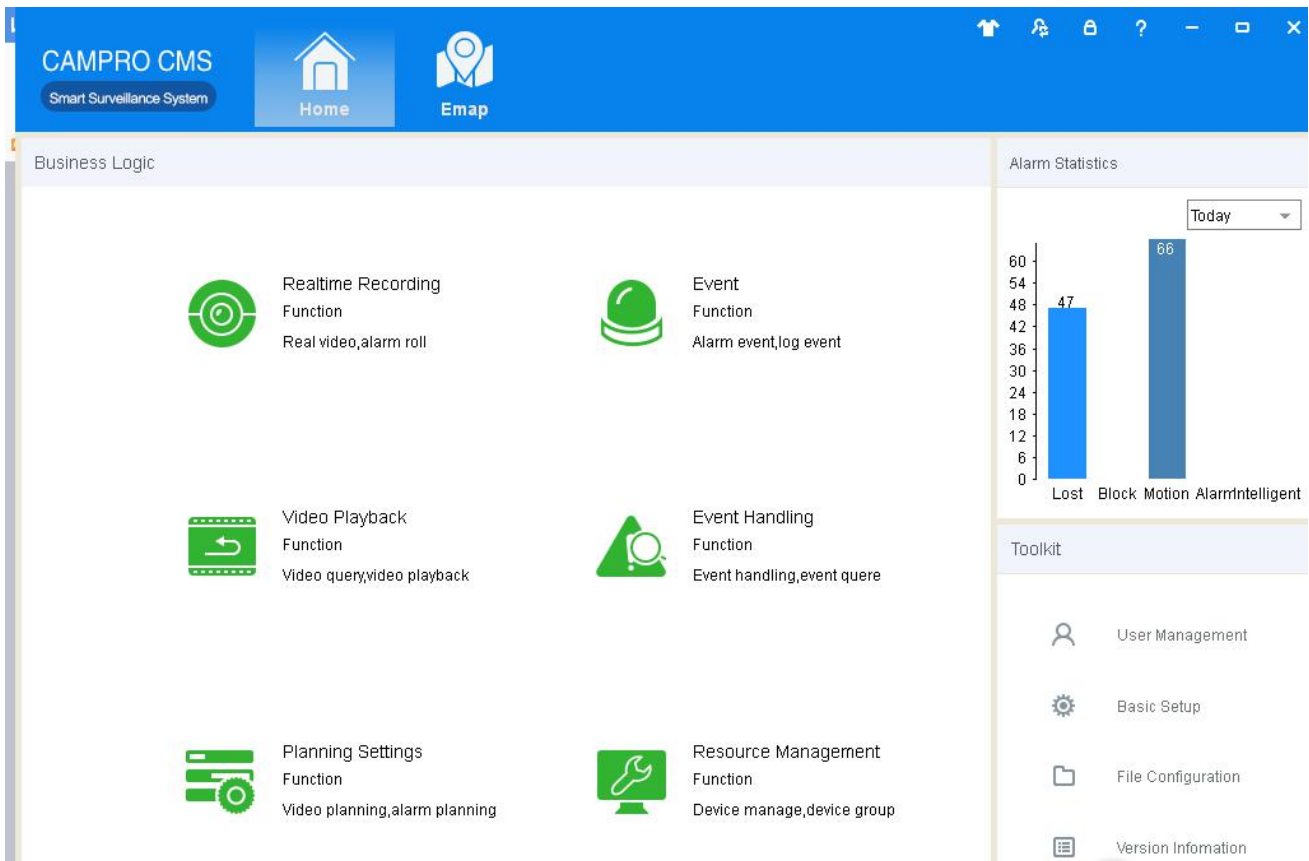 CAMPRO CMS
Smart Surveillance System
Home
Emap
?
Business Logic
Realtime Recording
Function
Real video,alarm roll
Event
Function
Alarm event,log event
Video Playback
Function
Video query,video playback
Event Handling
Function
Event handling,event quere
Planning Settings
Function
Video planning,alarm planning
Resource Management
Function
Device manage,device group
Alarm Statistics
Today
60
54
48
42
36
30
24
18
12
6
0
47
66
Lost Block Motion Alarm Intelligent
Toolkit
User Management
Basic Setup
File Configuration
Version Infomation